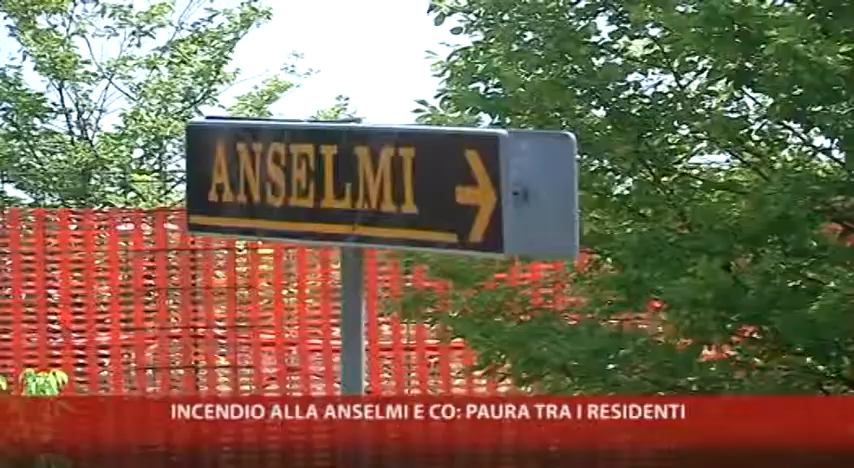 ANSELMI
INCENDIO ALLA ANSELMI E CO: PAURA TRA I RESIDENTI